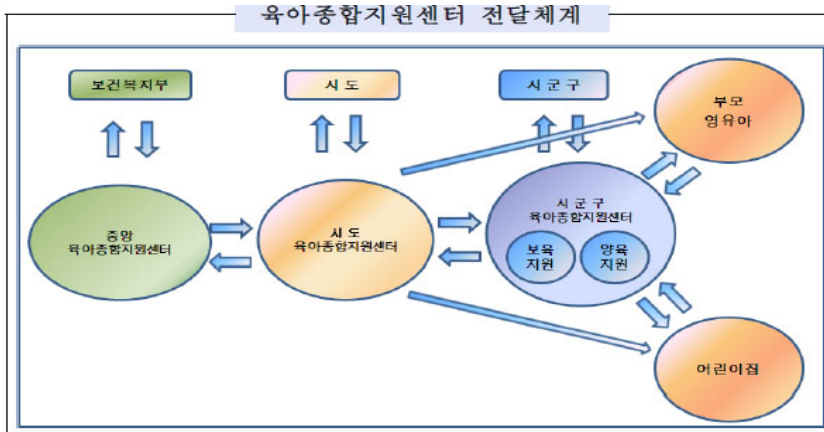 육아종합지원센터 전달체계
보건복지부
시 도
시 군 구
부모
영유아
중앙
육아종합지원센터
시 도
육아종합지원센터
시 군 구
육아종합지원센터
보육
지원
양육
지원
어린이집